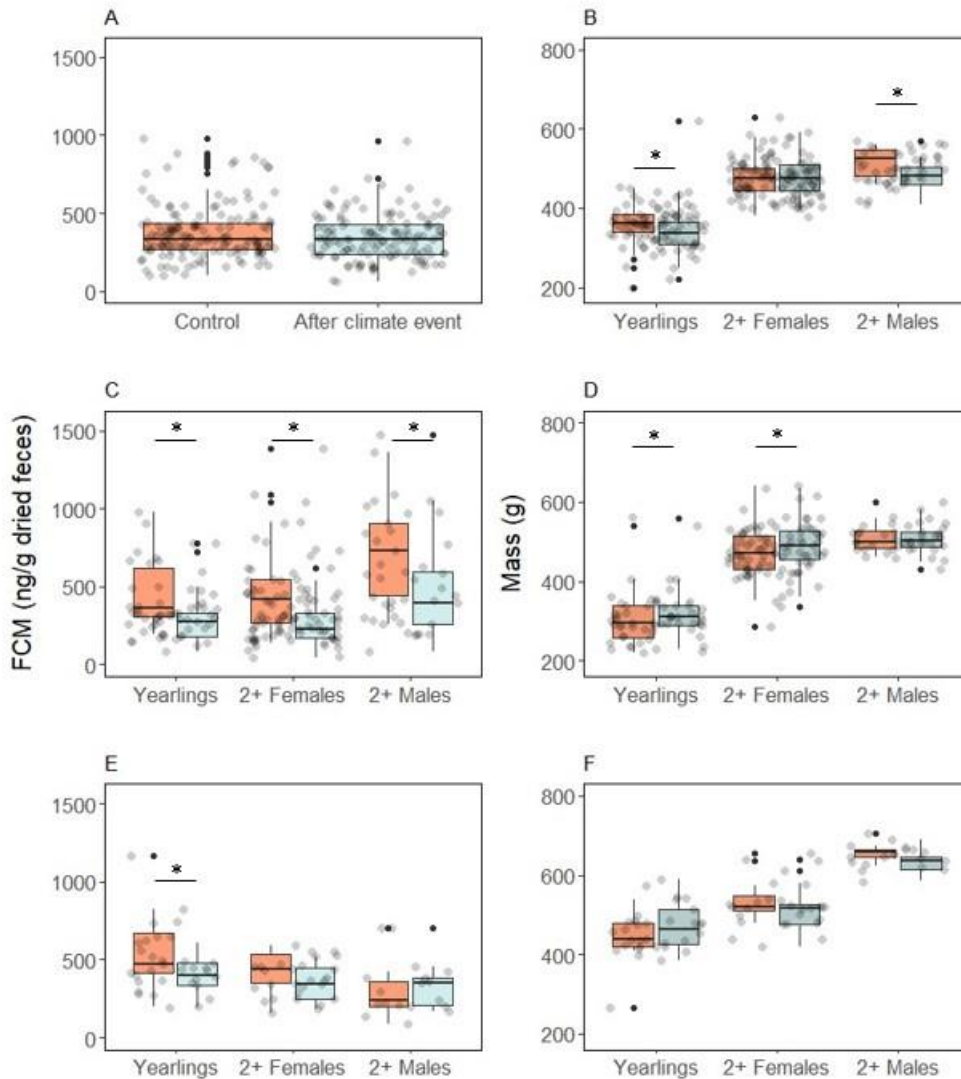 A
1500
1000
500
0
Control After climate event
B
800
600
400
200
Yearlings 2+ Females 2+ Males
*
*
FCM (ng/g dried feces)
C
1500
1000
500
0
Yearlings 2+ Females 2+ Males
*
*
*
Mass (g)
D
800
600
400
200
Yearlings 2+ Females 2+ Males
*
*
E
1500
1000
500
0
Yearlings 2+ Females 2+ Males
*
F
800
600
400
200
Yearlings 2+ Females 2+ Males